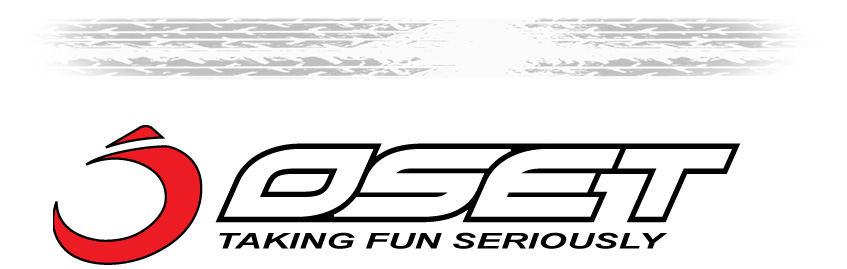 OSET
TAKING FUN SERIOUSLY